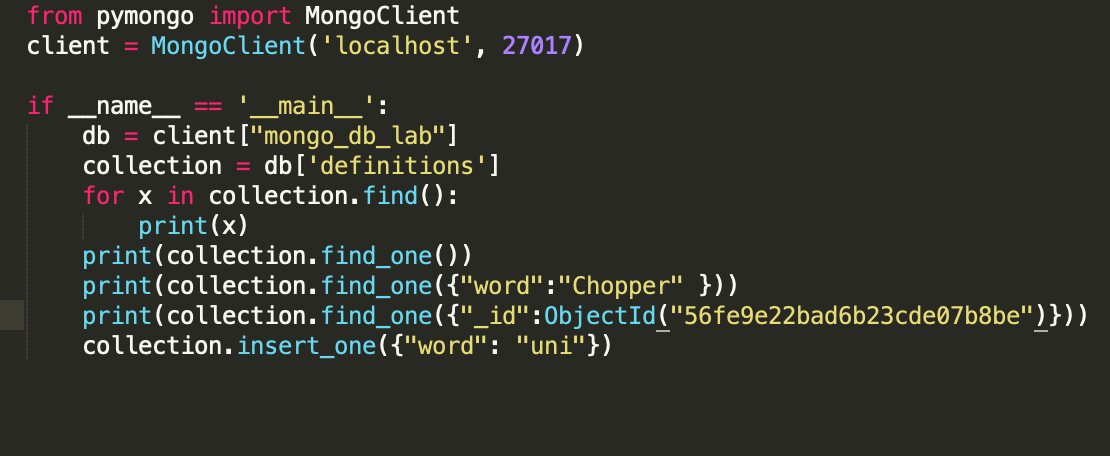 from pymongo import MongoClient
client = MongoClient('localhost', 27017)

if __name__ == '__main__':
    db = client["mongo_db_lab"]
    collection = db['definitions']
    for x in collection.find():
        print(x)
    print(collection.find_one())
    print(collection.find_one({"word":"Chopper" }))
    print(collection.find_one({"_id":ObjectId("56fe9e22bad6b23cde07b8be")}))
    collection.insert_one({"word": "uni"})